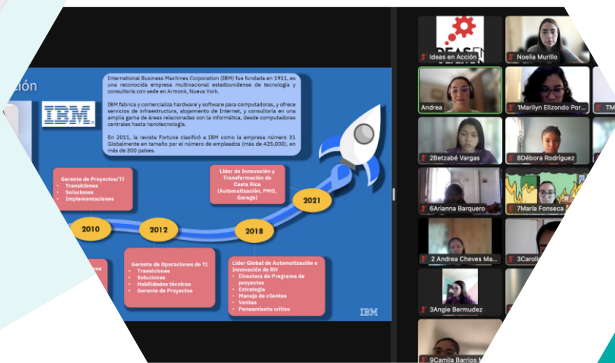 ión
International Business Machines Corporation (IBM) fue fundada en 1911, es
una reconocida empresa multinacional estadounidense de tecnología y
consultoría con sede en Armonk, Nueva York.
IBM fabrica y comercializa hardware y software para computadoras, y ofrece
servicios de infraestructura, alojamiento de Internet, y consultoría en una
amplia gama de áreas relacionadas con la informática, desde computadoras
centrales hasta nanotecnología.
En 2011, la revista Fortune clasificó a IBM como la empresa número 31
Globalmente en tamaño por el número de empleados (más de 425,000), en
más de 200 países.
IBM
Gerente de Proyectos/TI
• Transiciones
• Soluciones
• Implementaciones
Líder de Innovación y
Transformación de
Costa Rica
(Automatización, PMO,
Garage)
2010
2012
2018
2021
Gerente de Operaciones de TI
• Transiciones
• Soluciones
• Habilidades técnicas
• Gerente de Proyectos
Líder Global de Automatización e
Innovación de RH
• Directora de Programa de
proyectos
• Estrategia
• Manejo de clientes
• Ventas
• Pensamiento crítico
IBM
Ideas en Acción
Noelia Murillo
Andrea
1Marilyn Elizondo Por...
TM
2Betzabé Vargas
8Débora Rodríguez
6Arianna Barquero
7María Fonseca
2 Andrea Cheves Ma...
3Caroli
3Angie Bermudez
9Camila Barrios